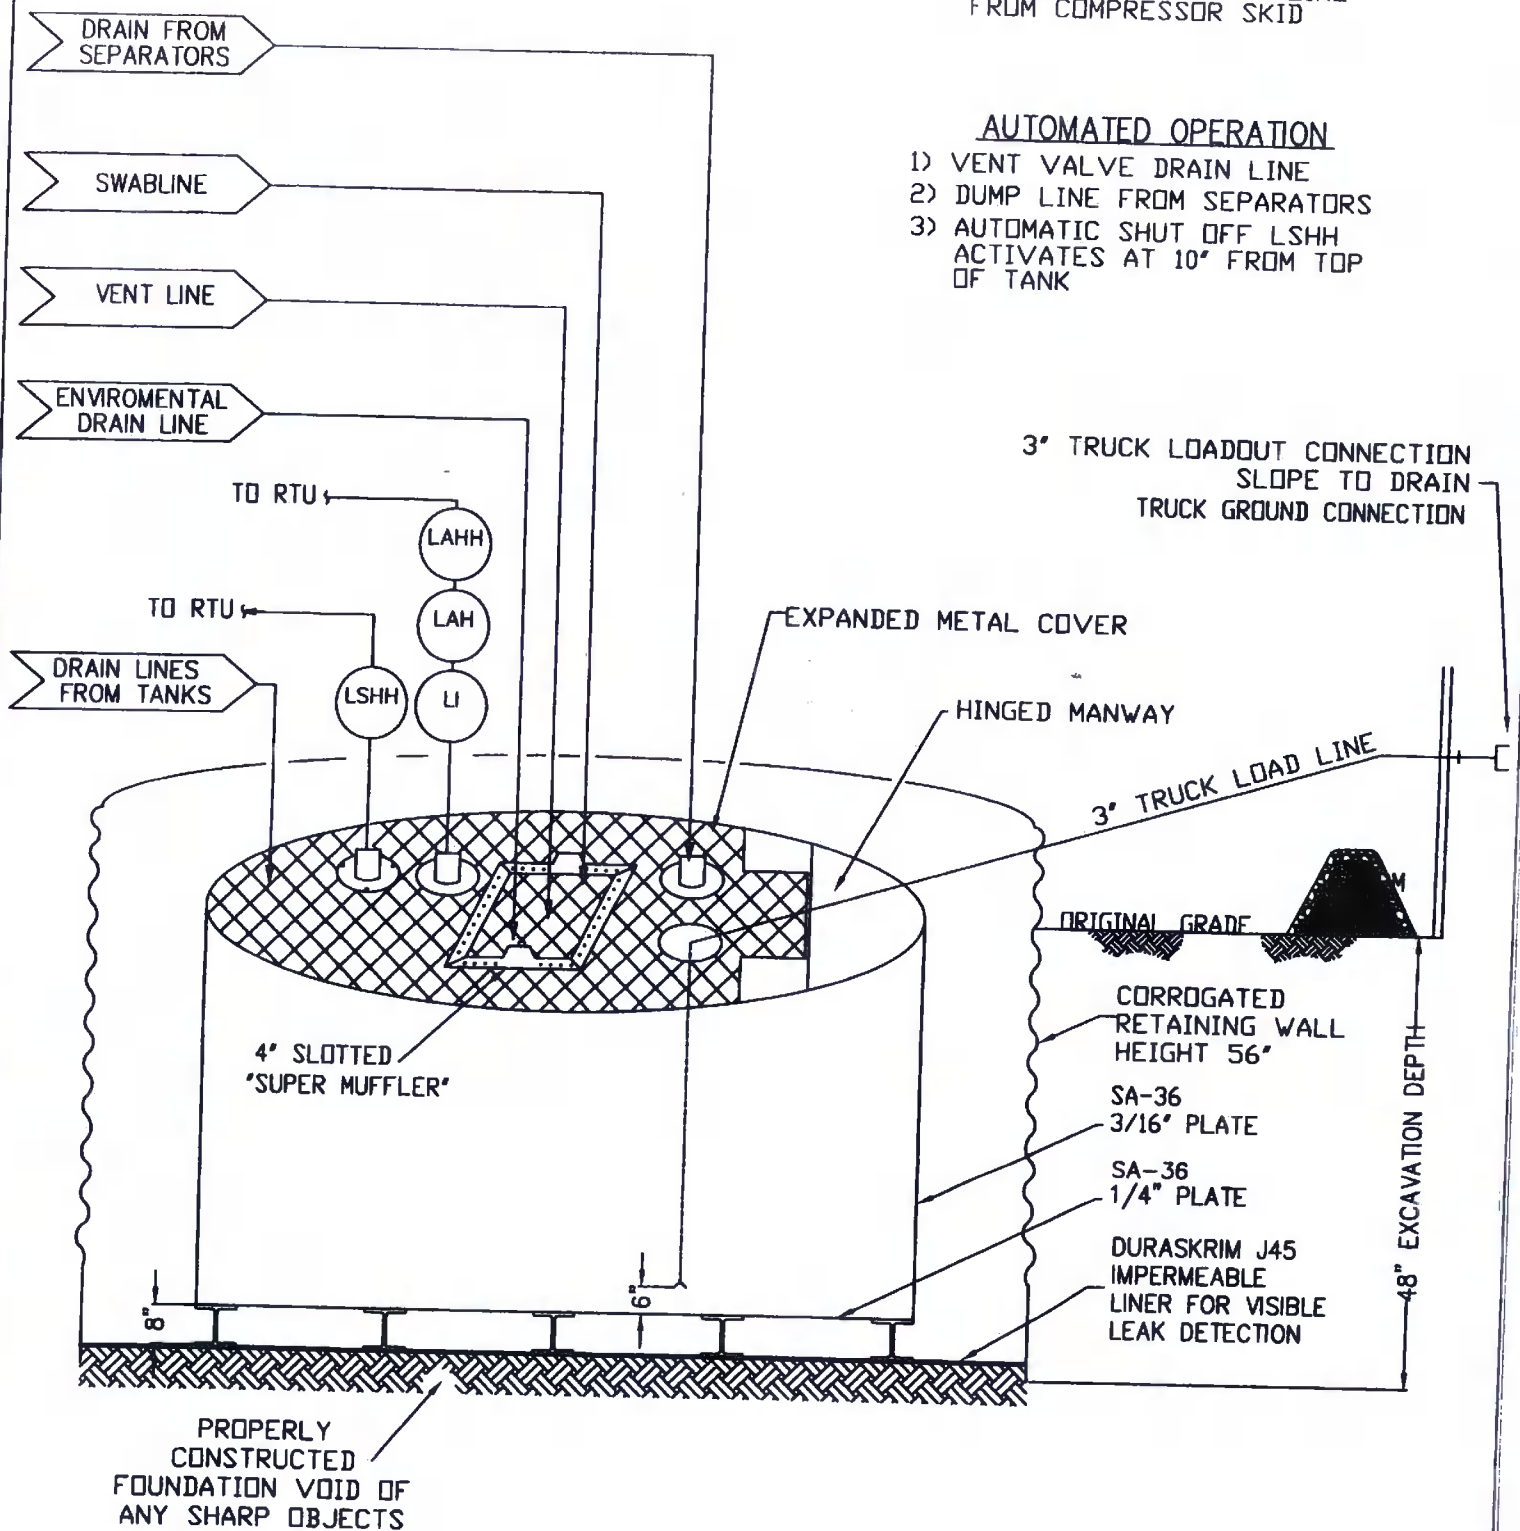 FROM COMPRESSOR SKID
DRAIN FROM
SEPARATORS
AUTOMATED OPERATION
1) VENT VALVE DRAIN LINE
2) DUMP LINE FROM SEPARATORS
3) AUTOMATIC SHUT OFF LSHH
ACTIVATES AT 10" FROM TOP
OF TANK
SWABLINE
VENT LINE
ENVIROMENTAL
DRAIN LINE
3" TRUCK LOADOUT CONNECTION
SLOPE TO DRAIN
TRUCK GROUND CONNECTION
TO RTU
LAHH
TO RTU
LAH
EXPANDED METAL COVER
DRAIN LINES
FROM TANKS
LSHH
LI
HINGED MANWAY
3" TRUCK LOAD LINE
ORIGINAL GRADE
CORROGATED
RETAINING WALL
HEIGHT 56"
4" SLOTTED
"SUPER MUFFLER"
SA-36
3/16" PLATE
SA-36
1/4" PLATE
48" EXCAVATION DEPTH
DURASKRIM J45
IMPERMEABLE
LINER FOR VISIBLE
LEAK DETECTION
8"
6"
PROPERLY
CONSTRUCTED
FOUNDATION VOID OF
ANY SHARP OBJECTS